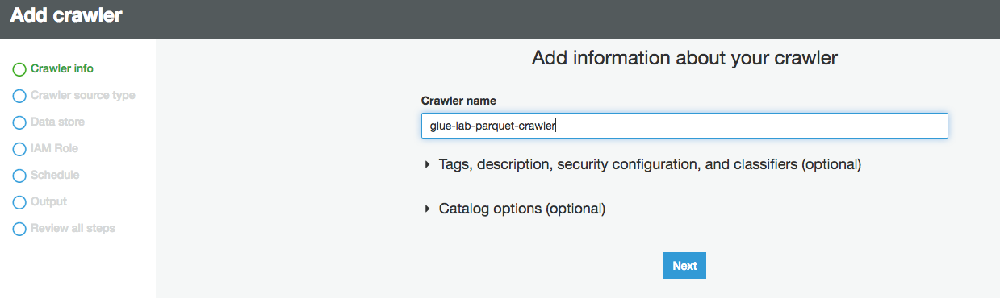 Add crawler
Crawler info
Crawler source type
Data store
IAM Role
Schedule
Output
Review all steps
Add information about your crawler
Crawler name
glue-lab-parquet-crawler
Tags, description, security configuration, and classifiers (optional)
Catalog options (optional)
Next